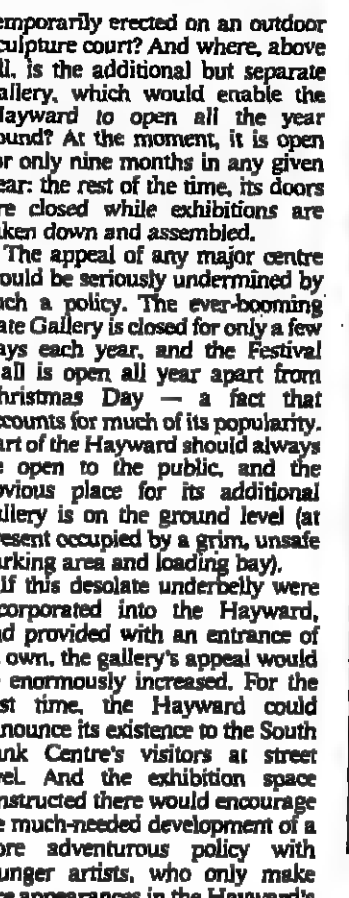 emporarily erected on an outdoor
culpture court? And where, above
ll, is the additional but separate
allery, which would enable the
ayward to open all the year
ound? At the moment, it is open
or only nine months in any given
ear: the rest of the time, its doors
re closed while exhibitions are
ken down and assembled.
The appeal of any major centre
ould be seriously undermined by
uch a policy. The ever-booming
ate Gallery is closed for only a few
ays each year, and the Festival
all is open all year apart from
hristmas Day — a fact that
ccounts for much of its popularity.
art of the Hayward should always
e open to the public, and the
bvious place for its additional
allery is on the ground level (at
resent occupied by a grim, unsafe
arking area and loading bay).
If this desolate underbelly were
corporated into the Hayward,
nd provided with an entrance of
own, the gallery's appeal would
enormously increased. For the
st time, the Hayward could
nnounce its existence to the South
nk Centre's visitors at street
vel. And the exhibition space
nstructed there would encourage
e much-needed development of a
ore adventurous policy with
unger artists, who only make
appearances in the Hayward's